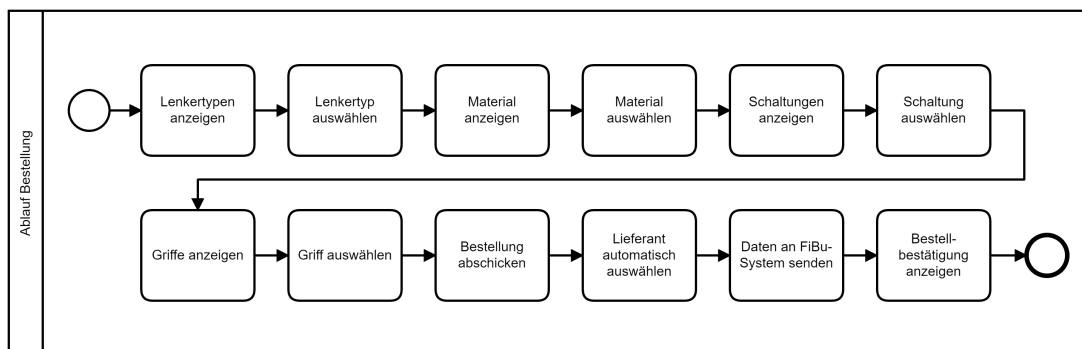 Ablauf Bestellung
Lenkertypen
anzeigen
Lenkertyp
auswählen
Material
anzeigen
Material
auswählen
Schaltungen
anzeigen
Schaltung
auswählen
Griffe anzeigen
Griff auswählen
Bestellung
abschicken
Lieferant
automatisch
auswählen
Daten an FiBu-
System senden
Bestell-
bestätigung
anzeigen